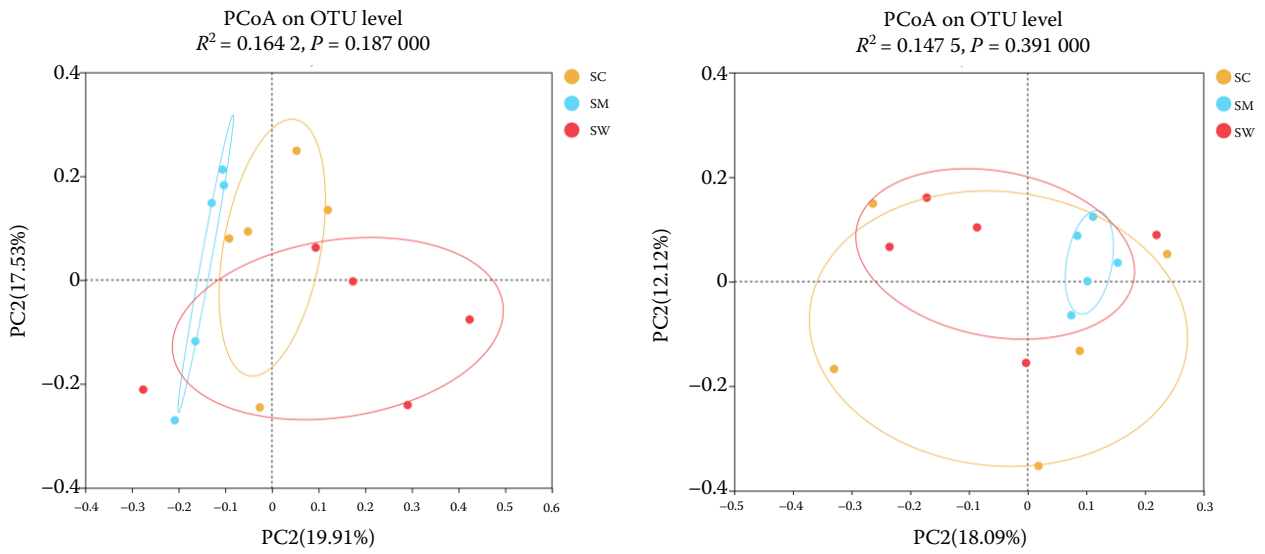 PCoA on OTU level
R² = 0.164 2, P = 0.187 000
SC
SM
SW
PC2(17.53%)
0.4
0.2
0
−0.2
−0.4
−0.4
−0.3
−0.2
−0.1
0
0.1
0.2
0.3
0.4
0.5
0.6
PC2(19.91%)
PCoA on OTU level
R² = 0.147 5, P = 0.391 000
SC
SM
SW
PC2(12.12%)
0.4
0.2
0
−0.2
−0.4
−0.5
−0.4
−0.3
−0.2
−0.1
0
0.1
0.2
0.3
PC2(18.09%)